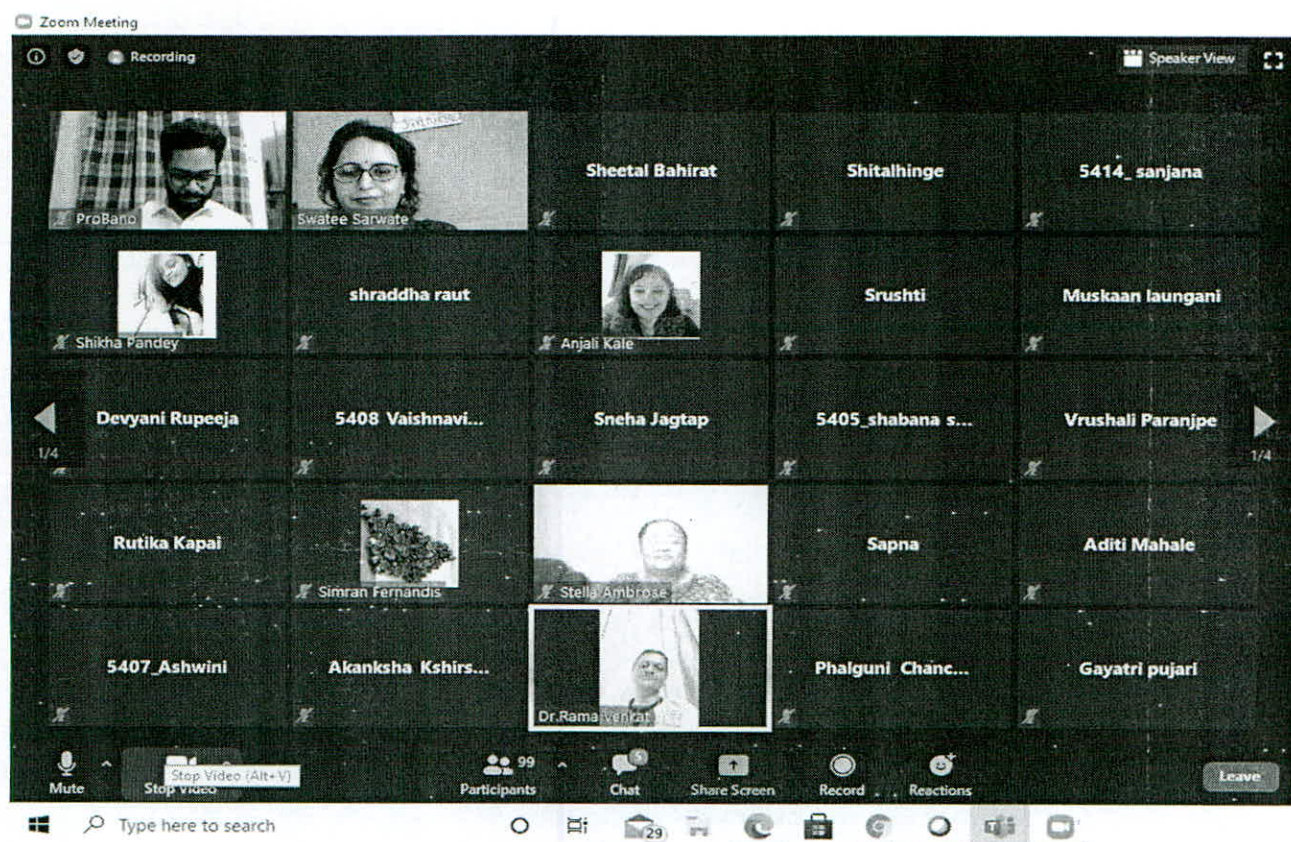 Zoom Meeting
Recording
Speaker View
ProBano
Swatee Sarwate
Sheetal Bahirat
Shitalhinge
5414_ sanjana
Shikha Pandey
shraddha raut
Anjali Kale
Srushti
Muskaan laungani
1/4
Devyani Rupeeja
5408 Vaishnavi...
Sneha Jagtap
5405_shabana s...
Vrushali Paranjpe
1/4
Rutika Kapai
Simran Fernandis
Stella Ambrose
Sapna
Aditi Mahale
5407_Ashwini
Akanksha Kshirs...
Dr.Rama Venkat
Phalguni Chanc...
Gayatri pujari
Mute
Stop Video (Alt+V)
Stop Video
99
Participants
5
Chat
Share Screen
Record
Reactions
Leave
Type here to search
29